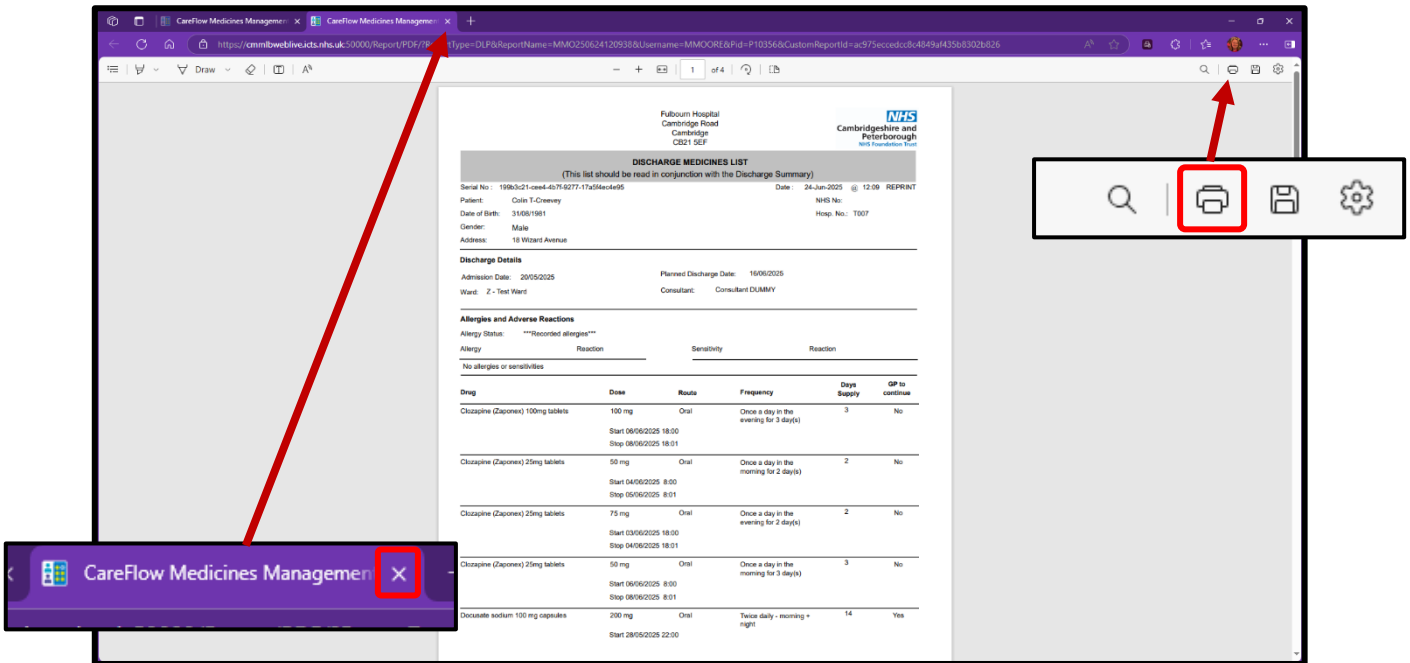 CareFlow Medicines Management
CareFlow Medicines Management
https://cmmlbweblive.icts.nhs.uk:50000/Report/PDF/?ReportType=DLP&ReportName=MMO250624120938&Username=MMOORE&Pid=P10356&CustomReportId=ac975eccedcc8c4849af435b8302b826
Draw
1 of 4
Fulbourn Hospital
Cambridge Road
Cambridge
CB21 5EF
NHS
Cambridgeshire and
Peterborough
NHS Foundation Trust
DISCHARGE MEDICINES LIST
(This list should be read in conjunction with the Discharge Summary)
Serial No : 199b3c21-cee4-4b7f-9277-17a5f4ec4e95 Date : 24-Jun-2025 @ 12:09 REPRINT
Patient: Colin T-Creevey NHS No:
Date of Birth: 31/08/1981 Hosp. No.: T007
Gender: Male
Address: 18 Wizard Avenue
Discharge Details
Admission Date: 20/05/2025 Planned Discharge Date: 16/06/2025
Ward: Z - Test Ward Consultant: Consultant DUMMY
Allergies and Adverse Reactions
Allergy Status: ***Recorded allergies***
Allergy Reaction Sensitivity Reaction
No allergies or sensitivities
Drug Dose Route Frequency Days Supply GP to continue
Clozapine (Zaponex) 100mg tablets 100 mg Oral Once a day in the 3 No
evening for 3 day(s)
Start 06/06/2025 18:00
Stop 08/06/2025 18:01
Clozapine (Zaponex) 25mg tablets 50 mg Oral Once a day in the 2 No
morning for 2 day(s)
Start 04/06/2025 8:00
Stop 05/06/2025 8:01
Clozapine (Zaponex) 25mg tablets 75 mg Oral Once a day in the 2 No
evening for 2 day(s)
Start 03/06/2025 18:00
Stop 04/06/2025 18:01
Clozapine (Zaponex) 25mg tablets 50 mg Oral Once a day in the 3 No
morning for 3 day(s)
Start 06/06/2025 8:00
Stop 08/06/2025 8:01
Docusate sodium 100 mg capsules 200 mg Oral Twice daily - morning + 14 Yes
night
Start 28/05/2025 22:00
CareFlow Medicines Managemen